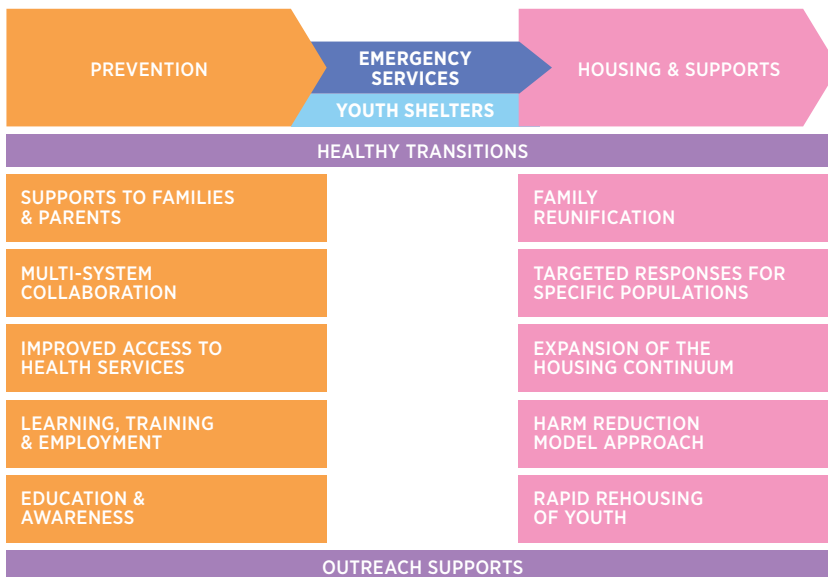 PREVENTION
EMERGENCY
SERVICES
YOUTH SHELTERS
HOUSING & SUPPORTS
HEALTHY TRANSITIONS
SUPPORTS TO FAMILIES
& PARENTS
MULTI-SYSTEM
COLLABORATION
IMPROVED ACCESS TO
HEALTH SERVICES
LEARNING, TRAINING
& EMPLOYMENT
EDUCATION &
AWARENESS
FAMILY
REUNIFICATION
TARGETED RESPONSES FOR
SPECIFIC POPULATIONS
EXPANSION OF THE
HOUSING CONTINUUM
HARM REDUCTION
MODEL APPROACH
RAPID REHOUSING
OF YOUTH
OUTREACH SUPPORTS